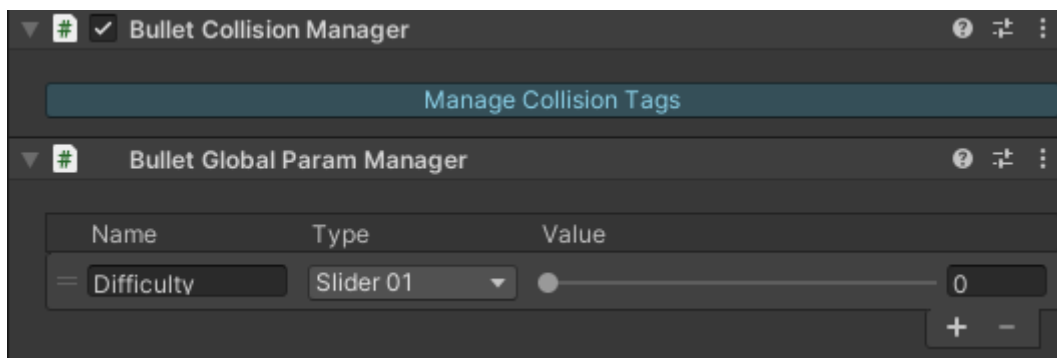 # Bullet Collision Manager
Manage Collision Tags
# Bullet Global Param Manager
Name Type Value
Difficulty Slider 01 0